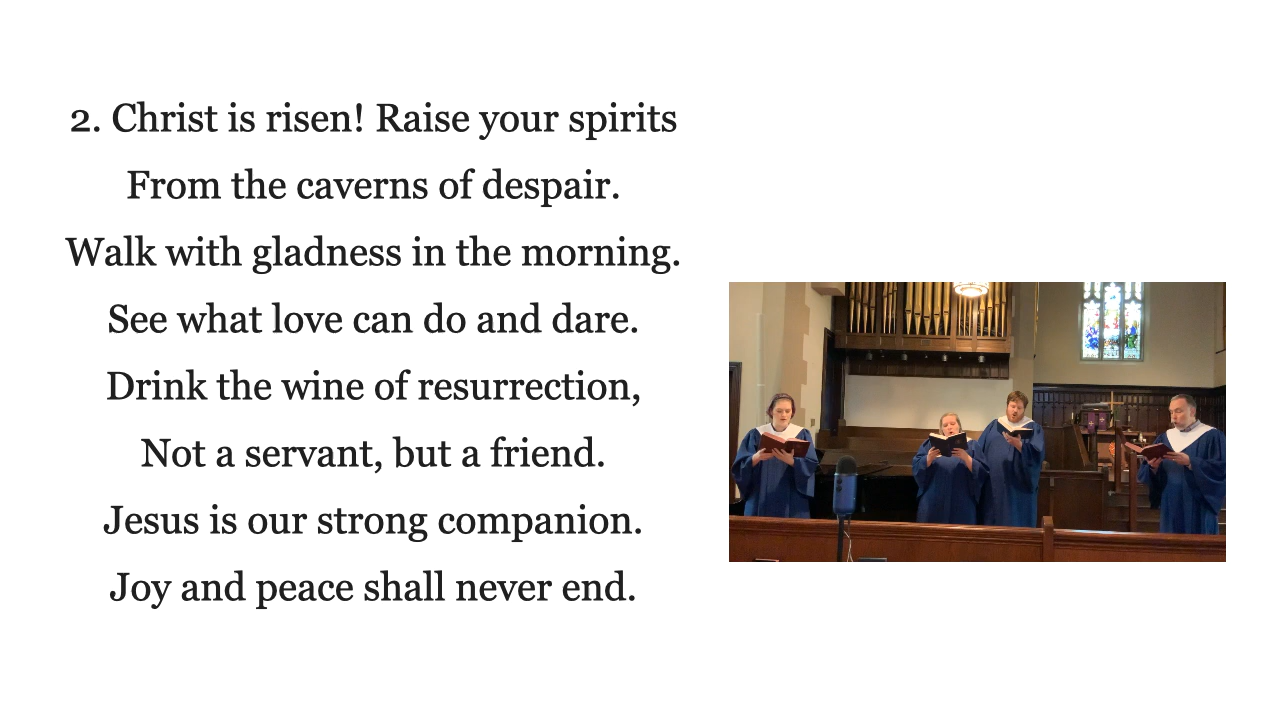 2. Christ is risen! Raise your spirits
From the caverns of despair.
Walk with gladness in the morning.
See what love can do and dare.
Drink the wine of resurrection,
Not a servant, but a friend.
Jesus is our strong companion.
Joy and peace shall never end.